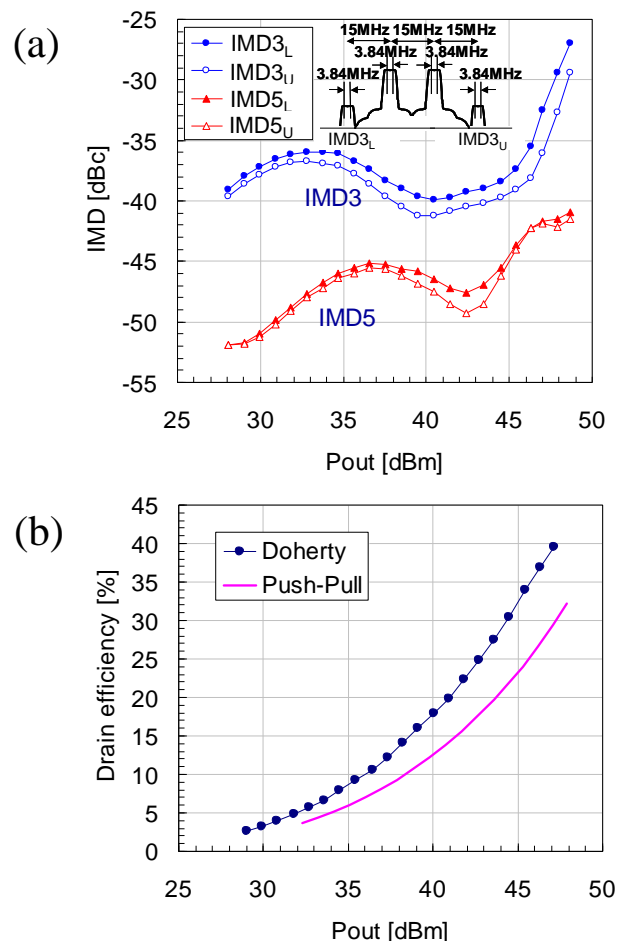 (a)
IMD3L
IMD3U
IMD5L
IMD5U
15MHz 15MHz 15MHz
3.84MHz 3.84MHz
3.84MHz 3.84MHz
IMD3L IMD3U
IMD3
IMD5
IMD [dBc]
-25
-30
-35
-40
-45
-50
-55
25 30 35 40 45 50
Pout [dBm]
(b)
Doherty
Push-Pull
Drain efficiency [%]
45
40
35
30
25
20
15
10
5
0
25 30 35 40 45 50
Pout [dBm]